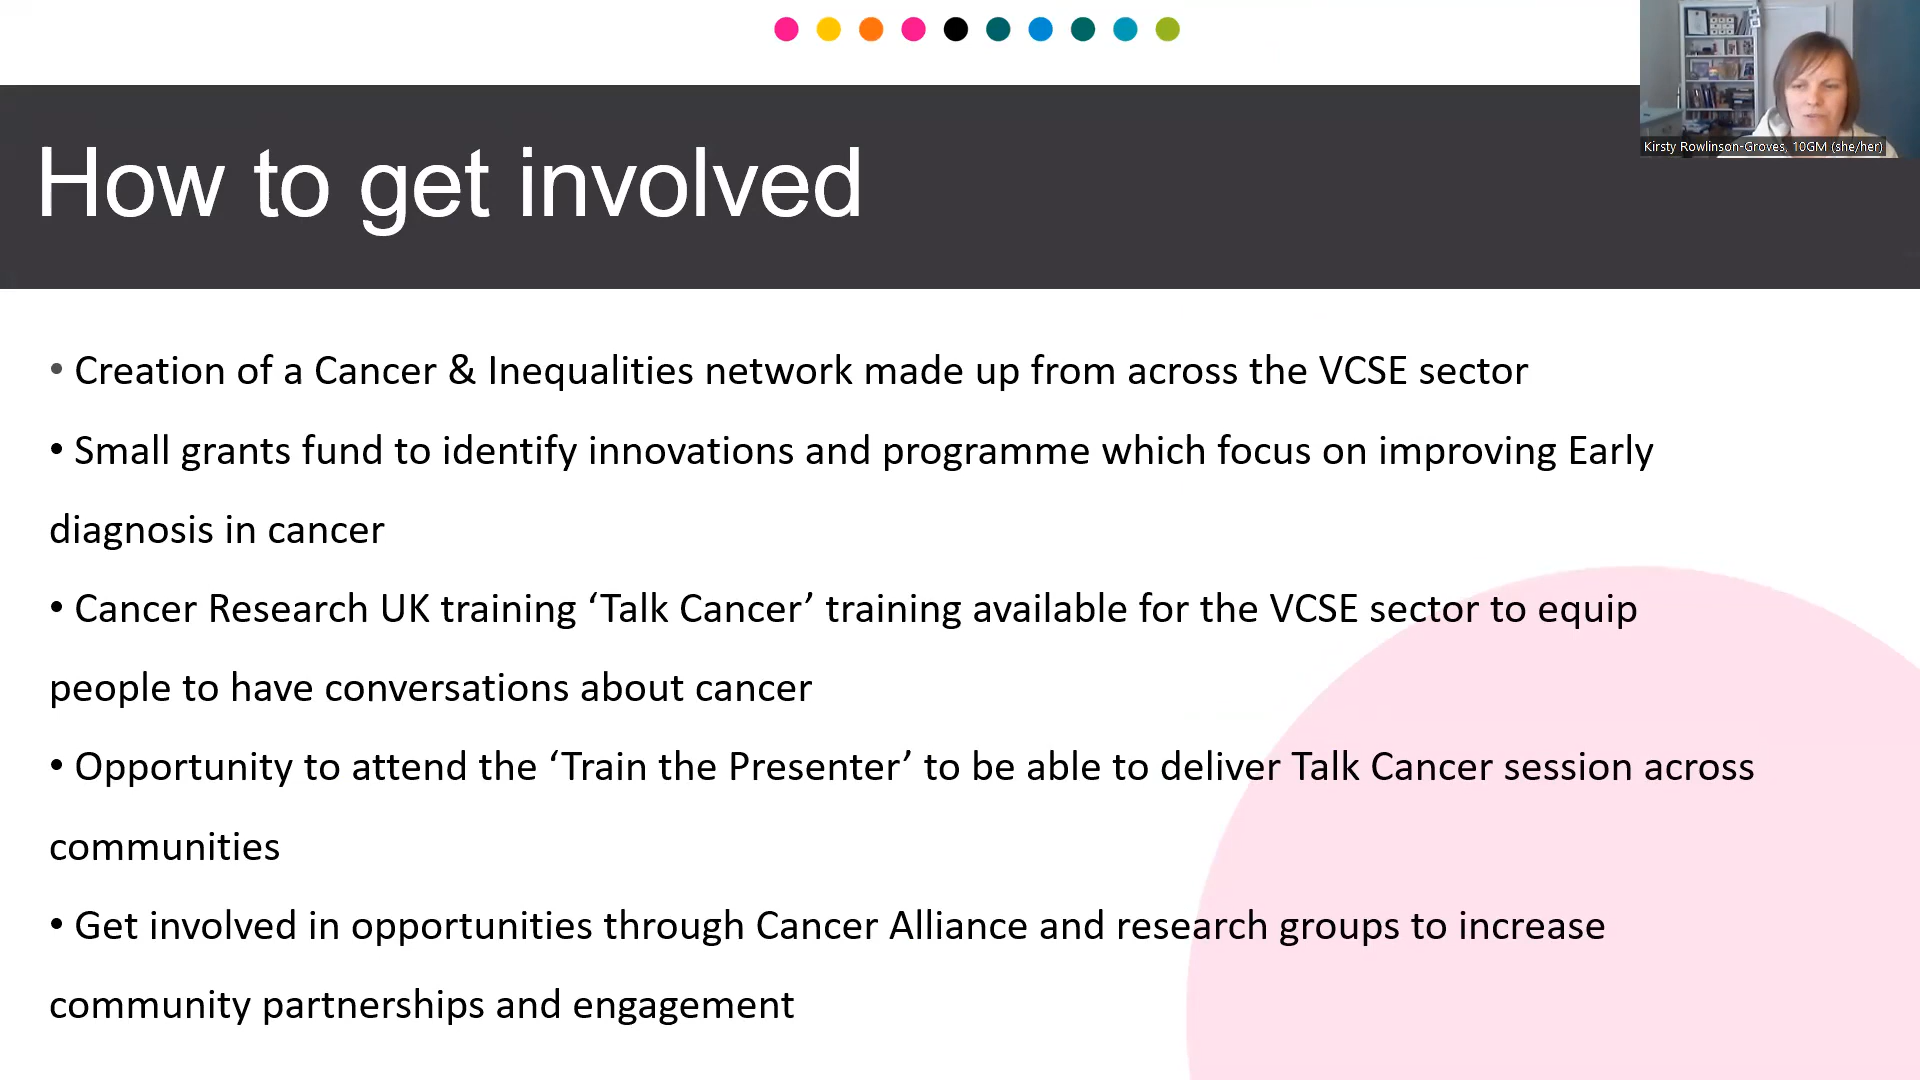 Kirsty Rowlinson-Groves, 10GM (she/her)
How to get involved
• Creation of a Cancer & Inequalities network made up from across the VCSE sector
• Small grants fund to identify innovations and programme which focus on improving Early
diagnosis in cancer
• Cancer Research UK training ‘Talk Cancer’ training available for the VCSE sector to equip
people to have conversations about cancer
• Opportunity to attend the ‘Train the Presenter’ to be able to deliver Talk Cancer session across
communities
• Get involved in opportunities through Cancer Alliance and research groups to increase
community partnerships and engagement